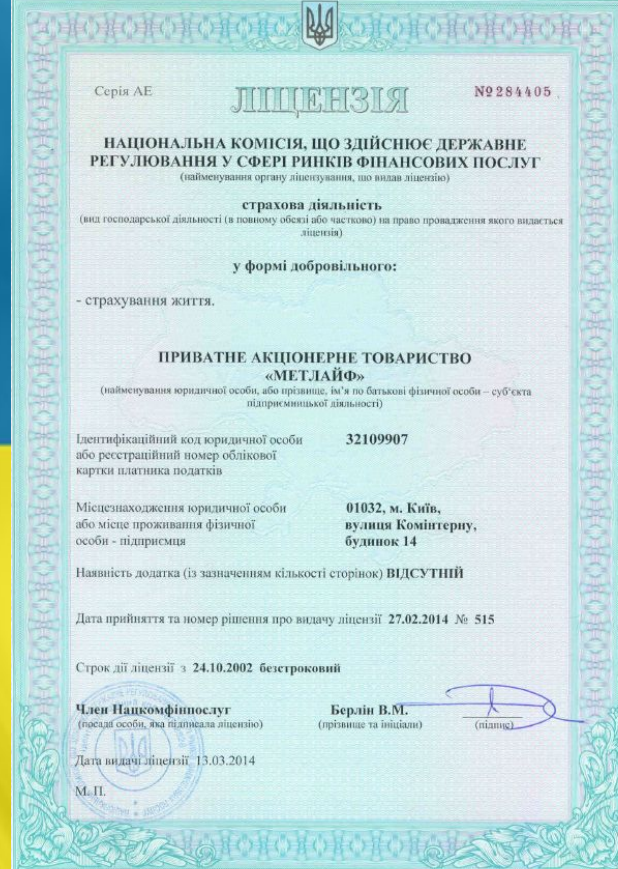 Серія АЕ
ЛІЦЕНЗІЯ
№284405
НАЦІОНАЛЬНА КОМІСІЯ, ЩО ЗДІЙСНЮЄ ДЕРЖАВНЕ
РЕГУЛЮВАННЯ У СФЕРІ РИНКІВ ФІНАНСОВИХ ПОСЛУГ
(найменування органу ліцензування, що видав ліцензію)
страхова діяльність
(вид господарської діяльності (в повному обсязі або частково) на право провадження якого видається
ліцензія)
у формі добровільного:
- страхування життя.
ПРИВАТНЕ АКЦІОНЕРНЕ ТОВАРИСТВО
«МЕТЛАЙФ»
(найменування юридичної особи, або прізвище, ім'я по батькові фізичної особи – суб'єкта
підприємницької діяльності)
Ідентифікаційний код юридичної особи 32109907
або реєстраційний номер облікової
картки платника податків
Місцезнаходження юридичної особи 01032, м. Київ,
або місце проживання фізичної вулиця Комінтерну,
особи - підприємця будинок 14
Наявність додатка (із зазначенням кількості сторінок) ВІДСУТНІЙ
Дата прийняття та номер рішення про видачу ліцензії 27.02.2014 № 515
Строк дії ліцензії з 24.10.2002 безстроковий
Член Нацкомфінпослуг Берлін В.М.
(посада особи, яка підписала ліцензію) (прізвище та ініціали) (підпис)
Дата видачі ліцензії 13.03.2014
М. П.